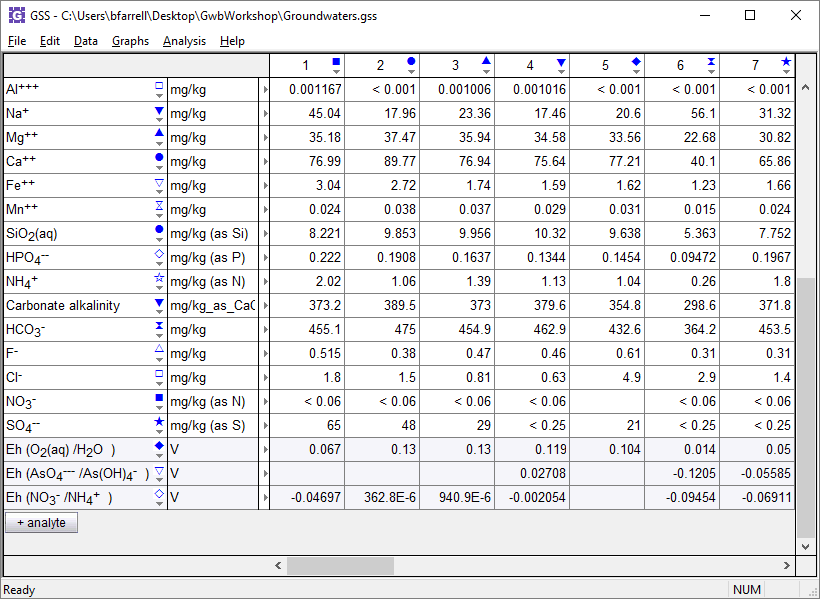 GSS - C:\Users\bfarrell\Desktop\GwbWorkshop\Groundwaters.gss
File Edit Data Graphs Analysis Help
1 2 3 4 5 6 7
Al+++ mg/kg 0.001167 < 0.001 0.001006 0.001016 < 0.001 < 0.001 < 0.001
Na+ mg/kg 45.04 17.96 23.36 17.46 20.6 56.1 31.32
Mg++ mg/kg 35.18 37.47 35.94 34.58 33.56 22.68 30.82
Ca++ mg/kg 76.99 89.77 76.94 75.64 77.21 40.1 65.86
Fe++ mg/kg 3.04 2.72 1.74 1.59 1.62 1.23 1.66
Mn++ mg/kg 0.024 0.038 0.037 0.029 0.031 0.015 0.024
SiO2(aq) mg/kg (as Si) 8.221 9.853 9.956 10.32 9.638 5.363 7.752
HPO4-- mg/kg (as P) 0.222 0.1908 0.1637 0.1344 0.1454 0.09472 0.1967
NH4+ mg/kg (as N) 2.02 1.06 1.39 1.13 1.04 0.26 1.8
Carbonate alkalinity mg/kg_as_CaC 373.2 389.5 373 379.6 354.8 298.6 371.8
HCO3- mg/kg 455.1 475 454.9 462.9 432.6 364.2 453.5
F- mg/kg 0.515 0.38 0.47 0.46 0.61 0.31 0.31
Cl- mg/kg 1.8 1.5 0.81 0.63 4.9 2.9 1.4
NO3- mg/kg (as N) < 0.06 < 0.06 < 0.06 < 0.06 < 0.06 < 0.06
SO4-- mg/kg (as S) 65 48 29 < 0.25 21 < 0.25 < 0.25
Eh (O2(aq) /H2O ) V 0.067 0.13 0.13 0.119 0.104 0.014 0.05
Eh (AsO4--- /As(OH)4- ) V 0.02708 -0.1205 -0.05585
Eh (NO3- /NH4+ ) V -0.04697 362.8E-6 940.9E-6 -0.002054 -0.09454 -0.06911
+ analyte
Ready NUM